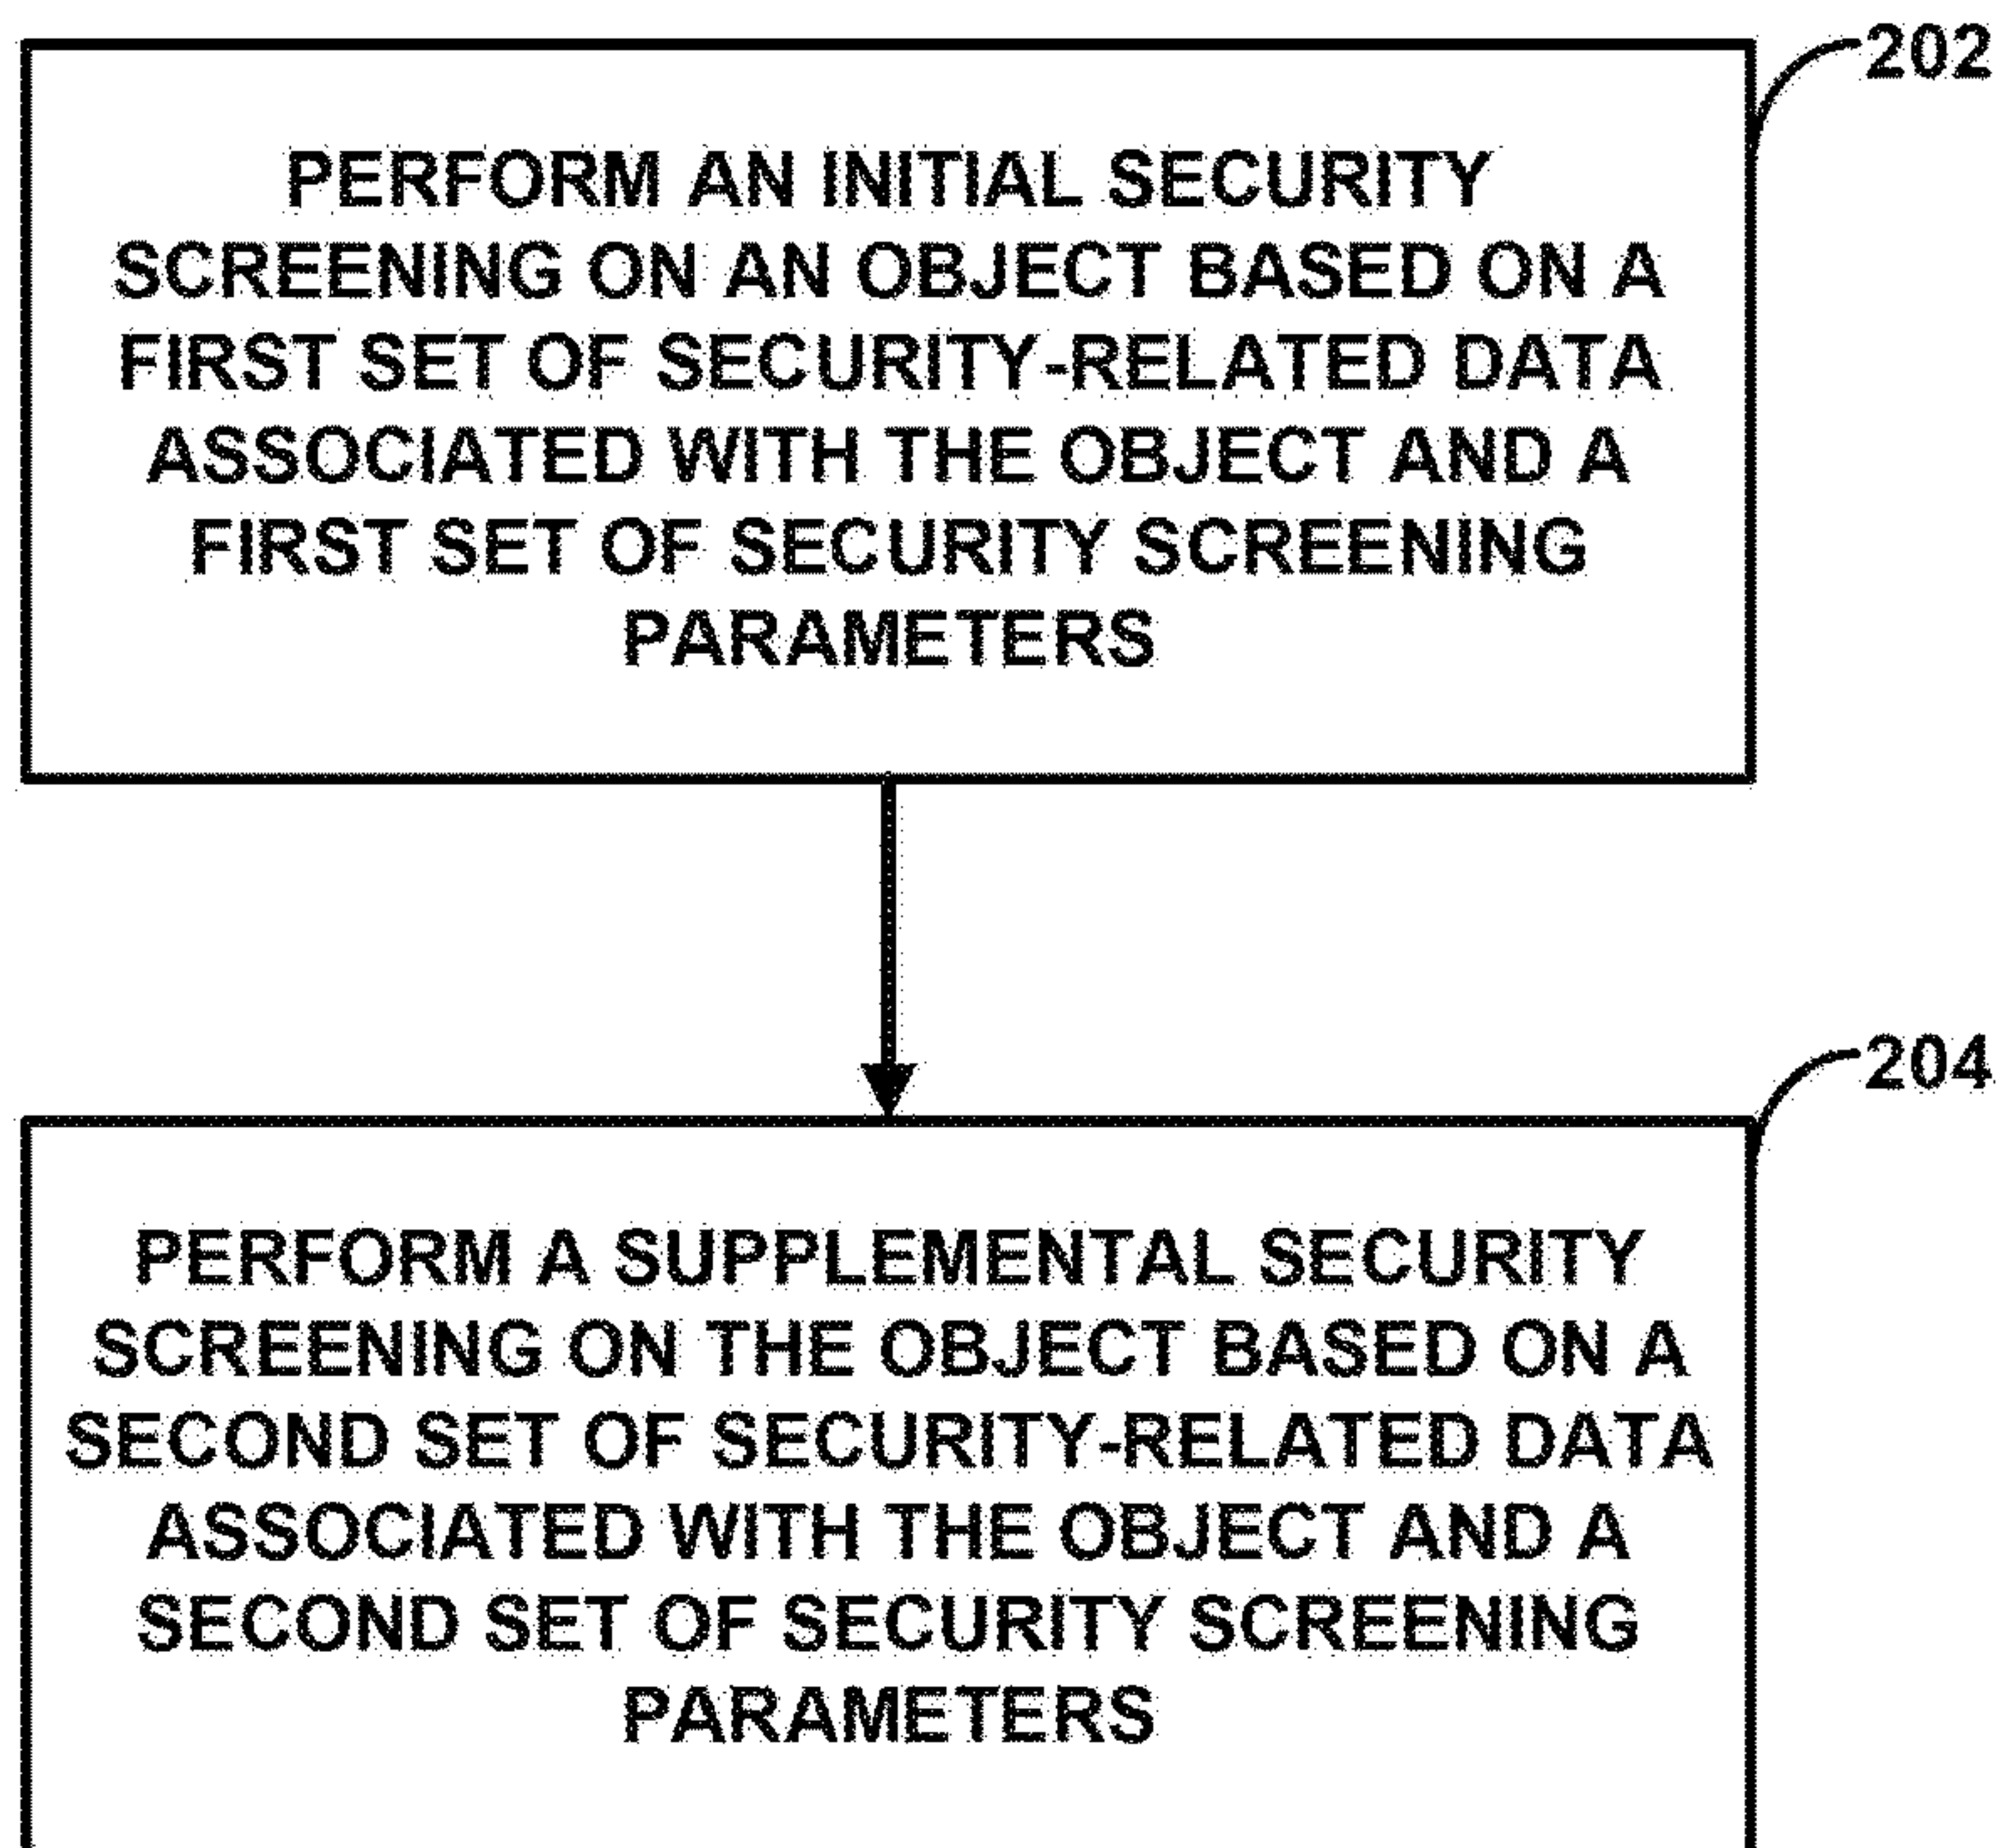 202
PERFORM AN INITIAL SECURITY
SCREENING ON AN OBJECT BASED ON A
FIRST SET OF SECURITY-RELATED DATA
ASSOCIATED WITH THE OBJECT AND A
FIRST SET OF SECURITY SCREENING
PARAMETERS
204
PERFORM A SUPPLEMENTAL SECURITY
SCREENING ON THE OBJECT BASED ON A
SECOND SET OF SECURITY-RELATED DATA
ASSOCIATED WITH THE OBJECT AND A
SECOND SET OF SECURITY SCREENING
PARAMETERS